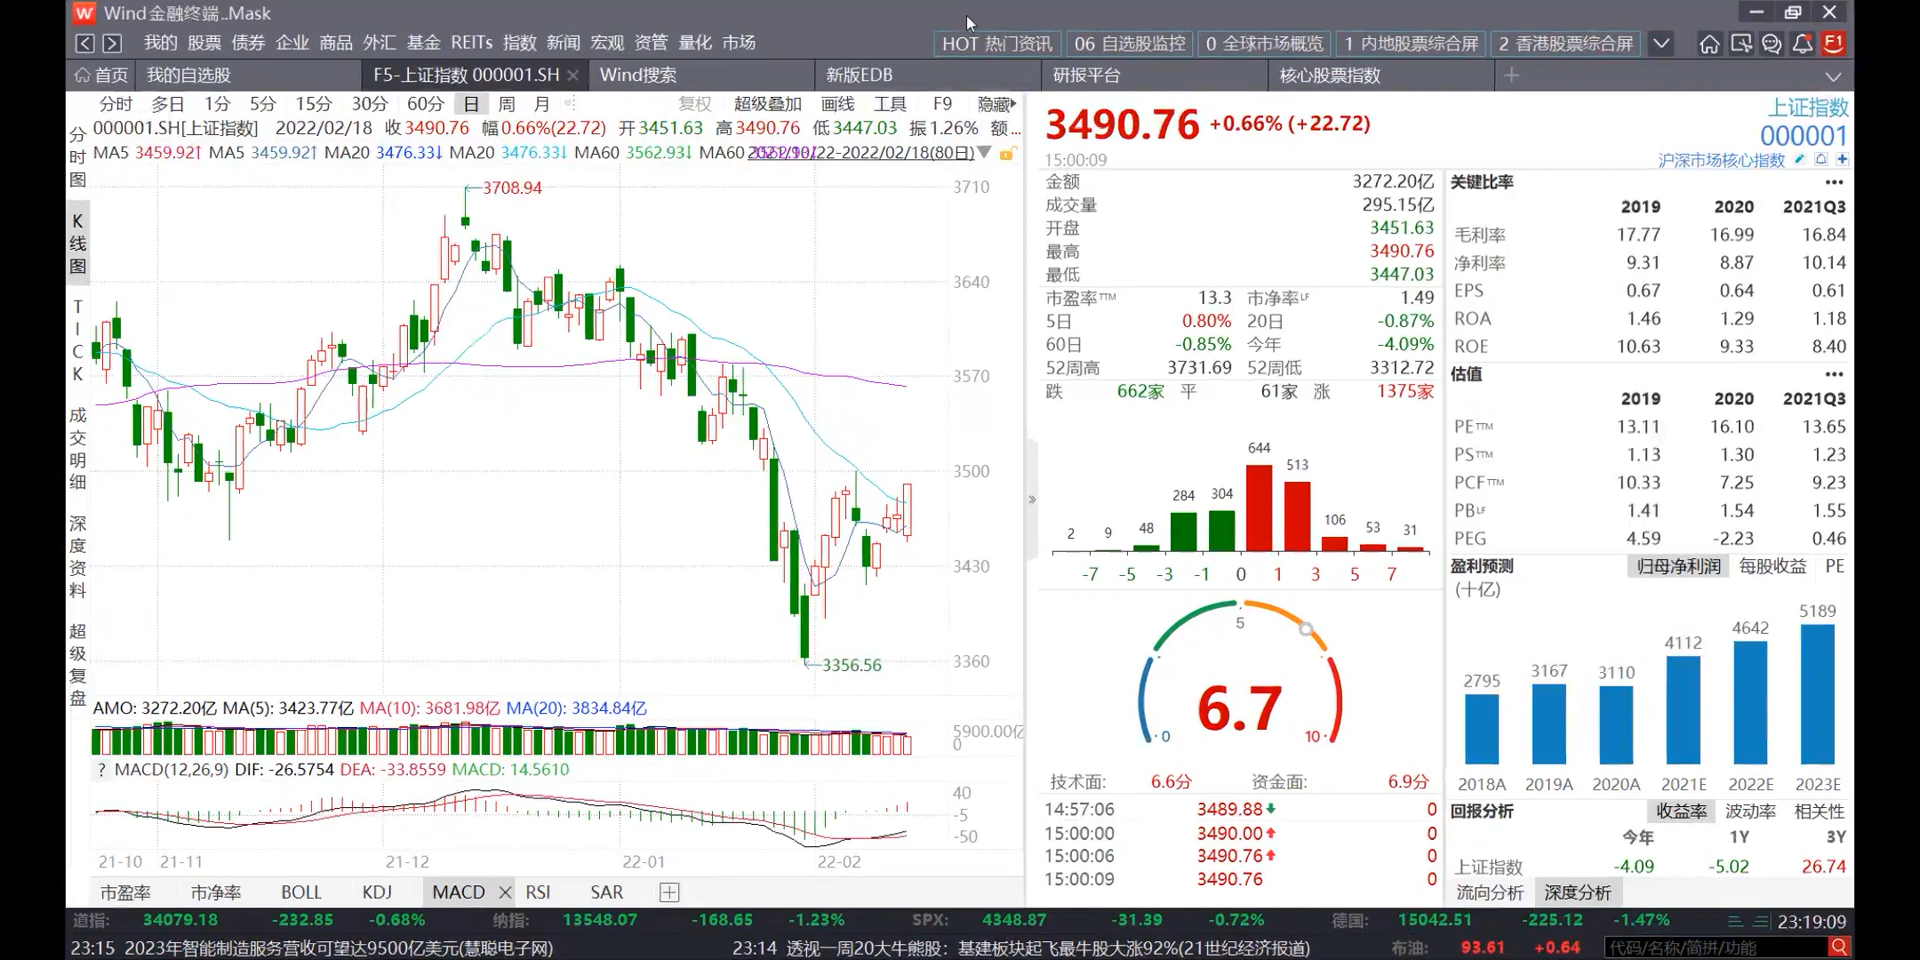 Wind金融终端..Mask
我的 股票 债券 企业 商品 外汇 基金 REITs 指数 新闻 宏观 资管 量化 市场
HOT 热门资讯 06 自选股监控 0 全球市场概览 1 内地股票综合屏 2 香港股票综合屏 F1
首页 我的自选股 F5-上证指数 000001.SH Wind搜索 新版EDB 研报平台 核心股票指数
分时 多日 1分 5分 15分 30分 60分 日 周 月 复权 超级叠加 画线 工具 F9 隐藏
000001.SH[上证指数] 2022/02/18 收3490.76 幅0.66%(22.72) 开3451.63 高3490.76 低3447.03 振1.26% 额...
MA5 3459.92↑ MA5 3459.92↑ MA20 3476.33↓ MA20 3476.33↓ MA60 3562.93↓ MA60 2021/10/22-2022/02/18(80日)
分时图
K线图
TICK
成交明细
深度资料
超级复盘
3708.94
3710
3640
3570
3500
3430
3360
3356.56
AMO: 3272.20亿 MA(5): 3423.77亿 MA(10): 3681.98亿 MA(20): 3834.84亿
5900.00亿
0
? MACD(12,26,9) DIF: -26.5754 DEA: -33.8559 MACD: 14.5610
40
-5
-50
21-10 21-11 21-12 22-01 22-02
市盈率 市净率 BOLL KDJ MACD RSI SAR
3490.76 +0.66% (+22.72)
15:00:09
上证指数
000001
沪深市场核心指数
金额 3272.20亿
成交量 295.15亿
开盘 3451.63
最高 3490.76
最低 3447.03
市盈率TTM 13.3 市净率LF 1.49
5日 0.80% 20日 -0.87%
60日 -0.85% 今年 -4.09%
52周高 3731.69 52周低 3312.72
跌 662家 平 61家 涨 1375家
2 9 48 284 304 644 513 106 53 31
-7 -5 -3 -1 0 1 3 5 7
5
0
10
6.7
技术面: 6.6分 资金面: 6.9分
14:57:06 3489.88 0
15:00:00 3490.00 0
15:00:06 3490.76 0
15:00:09 3490.76 0
关键比率
2019 2020 2021Q3
毛利率 17.77 16.99 16.84
净利率 9.31 8.87 10.14
EPS 0.67 0.64 0.61
ROA 1.46 1.29 1.18
ROE 10.63 9.33 8.40
估值
2019 2020 2021Q3
PETTM 13.11 16.10 13.65
PSTTM 1.13 1.30 1.23
PCFTTM 10.33 7.25 9.23
PBLF 1.41 1.54 1.55
PEG 4.59 -2.23 0.46
盈利预测 归母净利润 每股收益 PE
(十亿)
2795 3167 3110 4112 4642 5189
2018A 2019A 2020A 2021E 2022E 2023E
回报分析 收益率 波动率 相关性
今年 1Y 3Y
上证指数 -4.09 -5.02 26.74
流向分析 深度分析
道指: 34079.18 -232.85 -0.68% 纳指: 13548.07 -168.65 -1.23% SPX: 4348.87 -31.39 -0.72% 德国: 15042.51 -225.12 -1.47% 23:19:09
23:15 2023年智能制造服务营收可望达9500亿美元(慧聪电子网) 23:14 透视一周20大牛熊股：基建板块起飞最牛股大涨92%(21世纪经济报道) 布油: 93.61 +0.64 代码/名称/简拼/功能